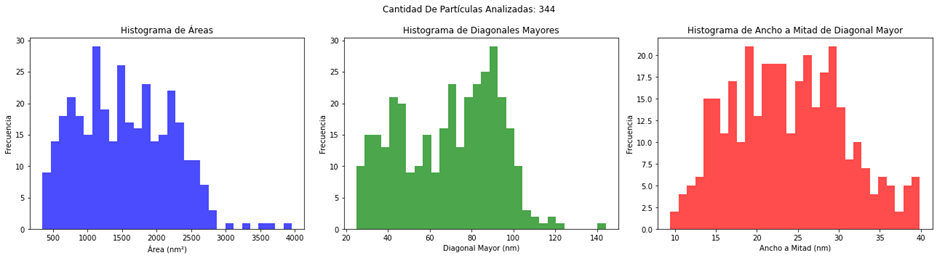 Cantidad De Partículas Analizadas: 344
Histograma de Áreas
Frecuencia
30
25
20
15
10
5
0
500 1000 1500 2000 2500 3000 3500 4000
Área (nm²)
Histograma de Diagonales Mayores
Frecuencia
30
25
20
15
10
5
0
20 40 60 80 100 120 140
Diagonal Mayor (nm)
Histograma de Ancho a Mitad de Diagonal Mayor
Frecuencia
20.0
17.5
15.0
12.5
10.0
7.5
5.0
2.5
0.0
10 15 20 25 30 35 40
Ancho a Mitad (nm)